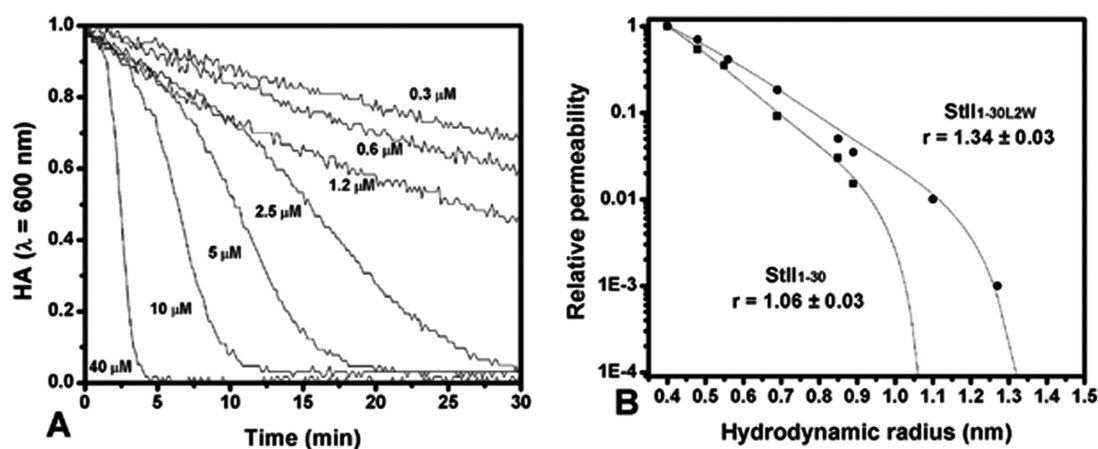 1.0
0.8
0.6
0.4
0.2
0.0
HA (λ = 600 nm)
0.3 µM
0.6 µM
1.2 µM
2.5 µM
5 µM
10 µM
40 µM
0 5 10 15 20 25 30
Time (min)
A
1
0.1
0.01
1E-3
1E-4
Relative permeability
StII1-30L2W
r = 1.34 ± 0.03
StII1-30
r = 1.06 ± 0.03
0.4 0.5 0.6 0.7 0.8 0.9 1.0 1.1 1.2 1.3 1.4 1.5
Hydrodynamic radius (nm)
B